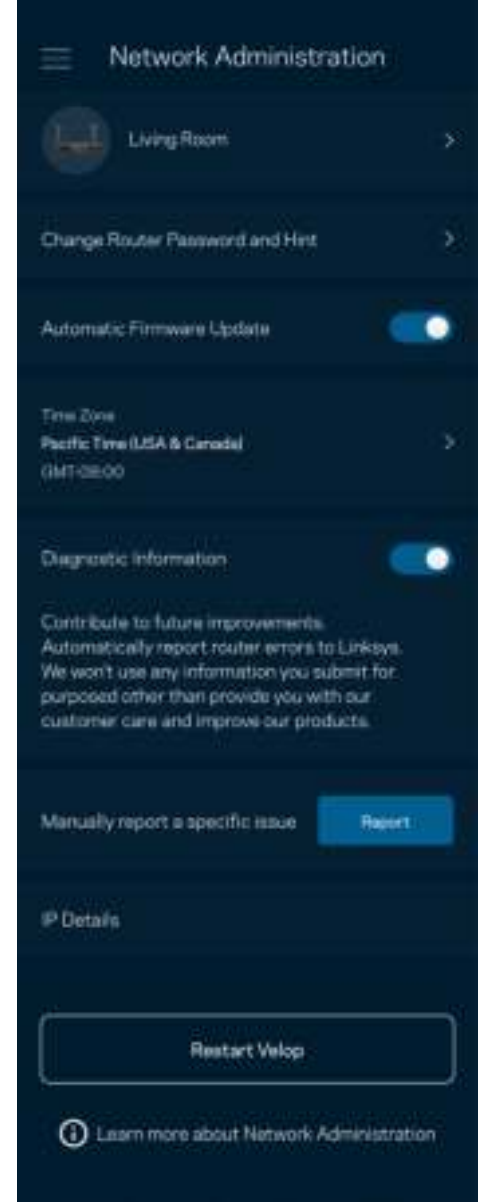 Network Administration
Living Room
Change Router Password and Hint
Automatic Firmware Update
Time Zone
Pacific Time (USA & Canada)
GMT-08:00
Diagnostic Information
Contribute to future improvements.
Automatically report router errors to Linksys.
We won't use any information you submit for
purposed other than provide you with our
customer care and improve our products.
Manually report a specific issue
Report
IP Details
Restart Velop
Learn more about Network Administration